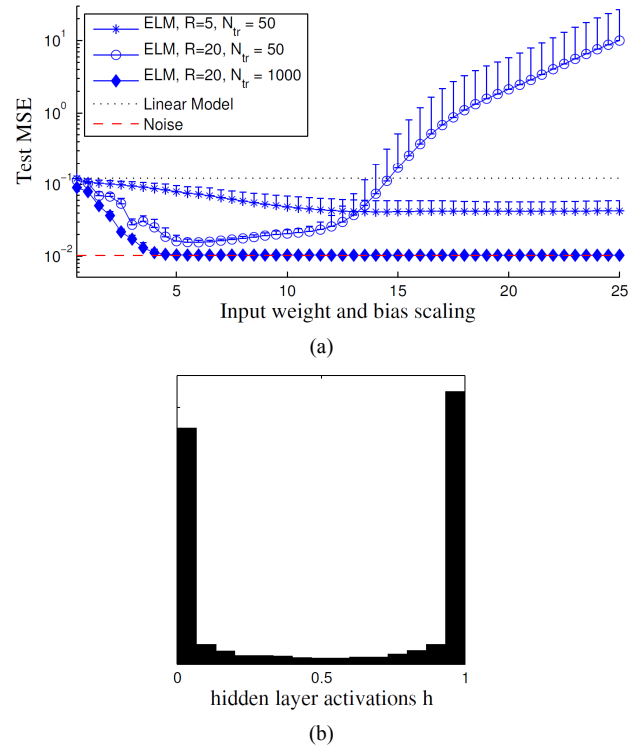 ELM, R=5, N_tr = 50
ELM, R=20, N_tr = 50
ELM, R=20, N_tr = 1000
Linear Model
Noise
Test MSE
10^1
10^0
10^-1
10^-2
5 10 15 20 25
Input weight and bias scaling
(a)
0 0.5 1
hidden layer activations h
(b)